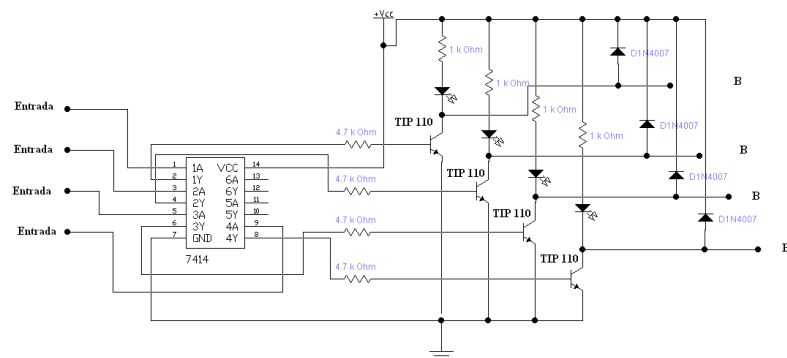 +Vcc
1 k Ohm
D1N4007
B
1 k Ohm
Entrada
TIP 110
1 k Ohm
D1N4007
4.7 k Ohm
1 k Ohm
Entrada
TIP 110
B
1 1A VCC 14
2 1Y 6A 13
3 2A 6Y 12
4 2Y 5A 11
5 3A 5Y 10
6 3Y 4A 9
7 GND 4Y 8
7414
4.7 k Ohm
D1N4007
Entrada
B
TIP 110
4.7 k Ohm
D1N4007
Entrada
B
TIP 110
4.7 k Ohm